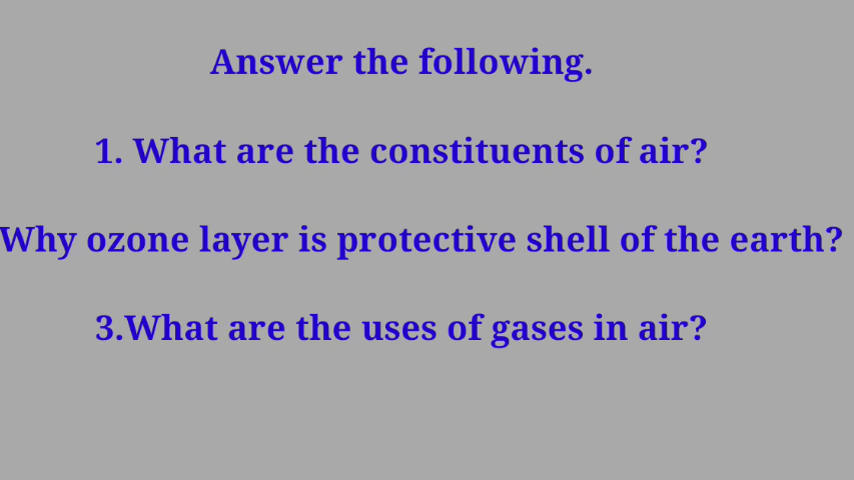 Answer the following.
1. What are the constituents of air?
Why ozone layer is protective shell of the earth?
3.What are the uses of gases in air?